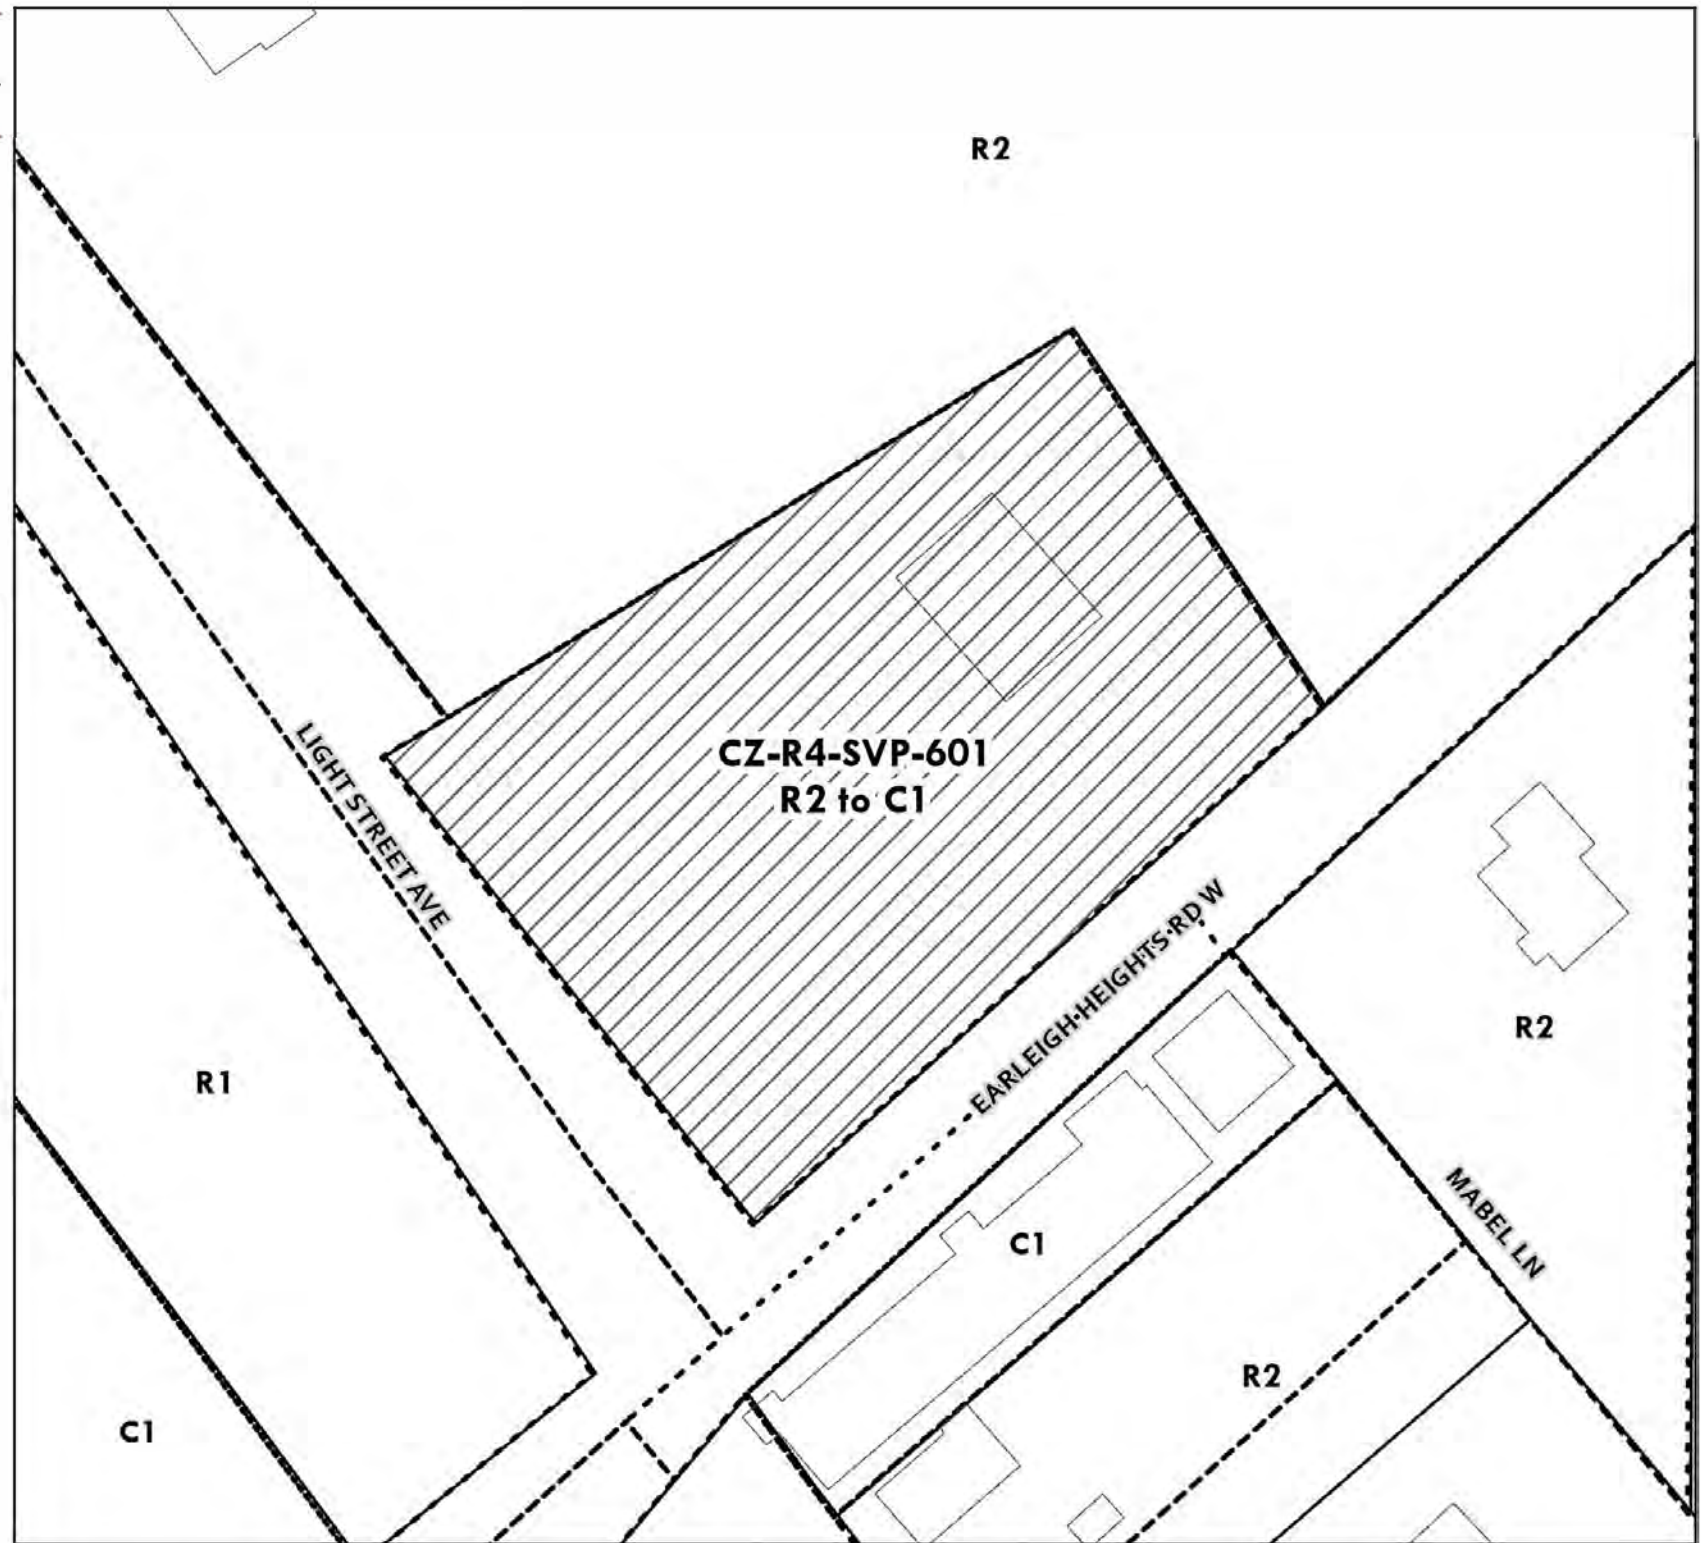 R2
CZ-R4-SVP-601
R2 to C1
LIGHT STREET AVE
EARLEIGH HEIGHTS RD W
R2
R1
MABEL LN
C1
R2
C1